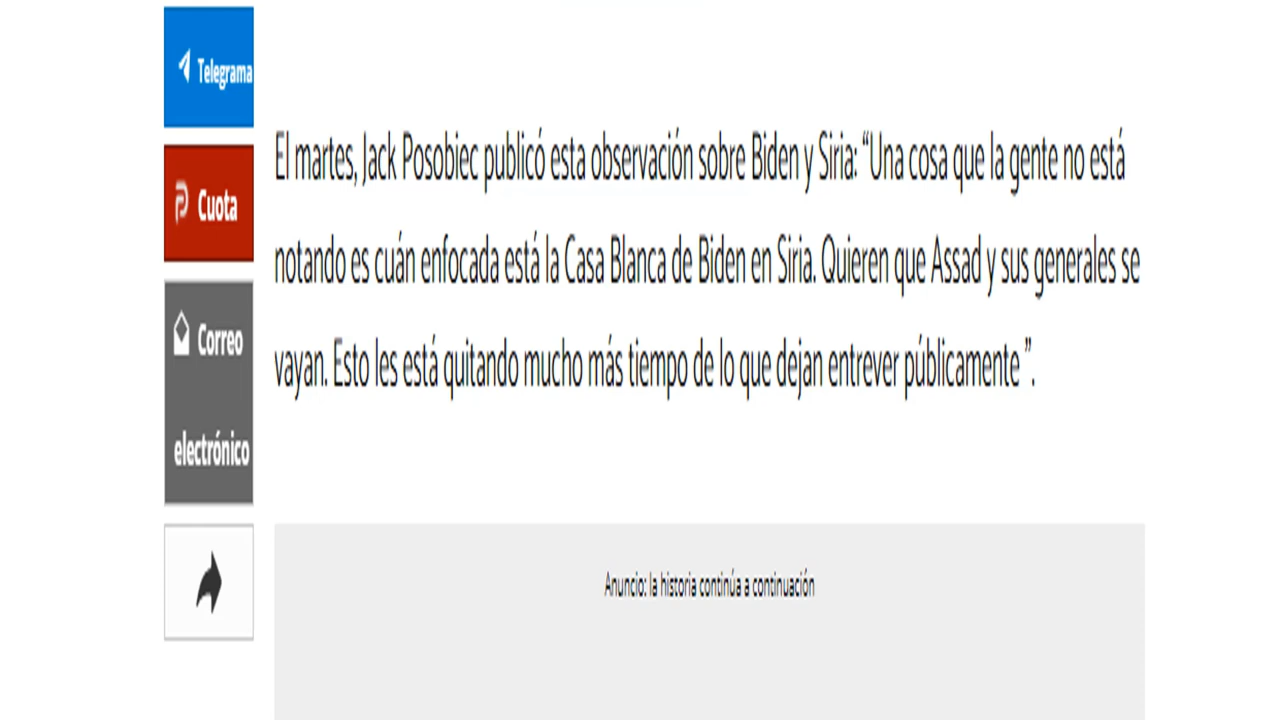 Telegrama
Cuota
Correo
electrónico
El martes, Jack Posobiec publicó esta observación sobre Biden y Siria: “Una cosa que la gente no está
notando es cuán enfocada está la Casa Blanca de Biden en Siria. Quieren que Assad y sus generales se
vayan. Esto les está quitando mucho más tiempo de lo que dejan entrever públicamente ”.
Anuncio: la historia continúa a continuación